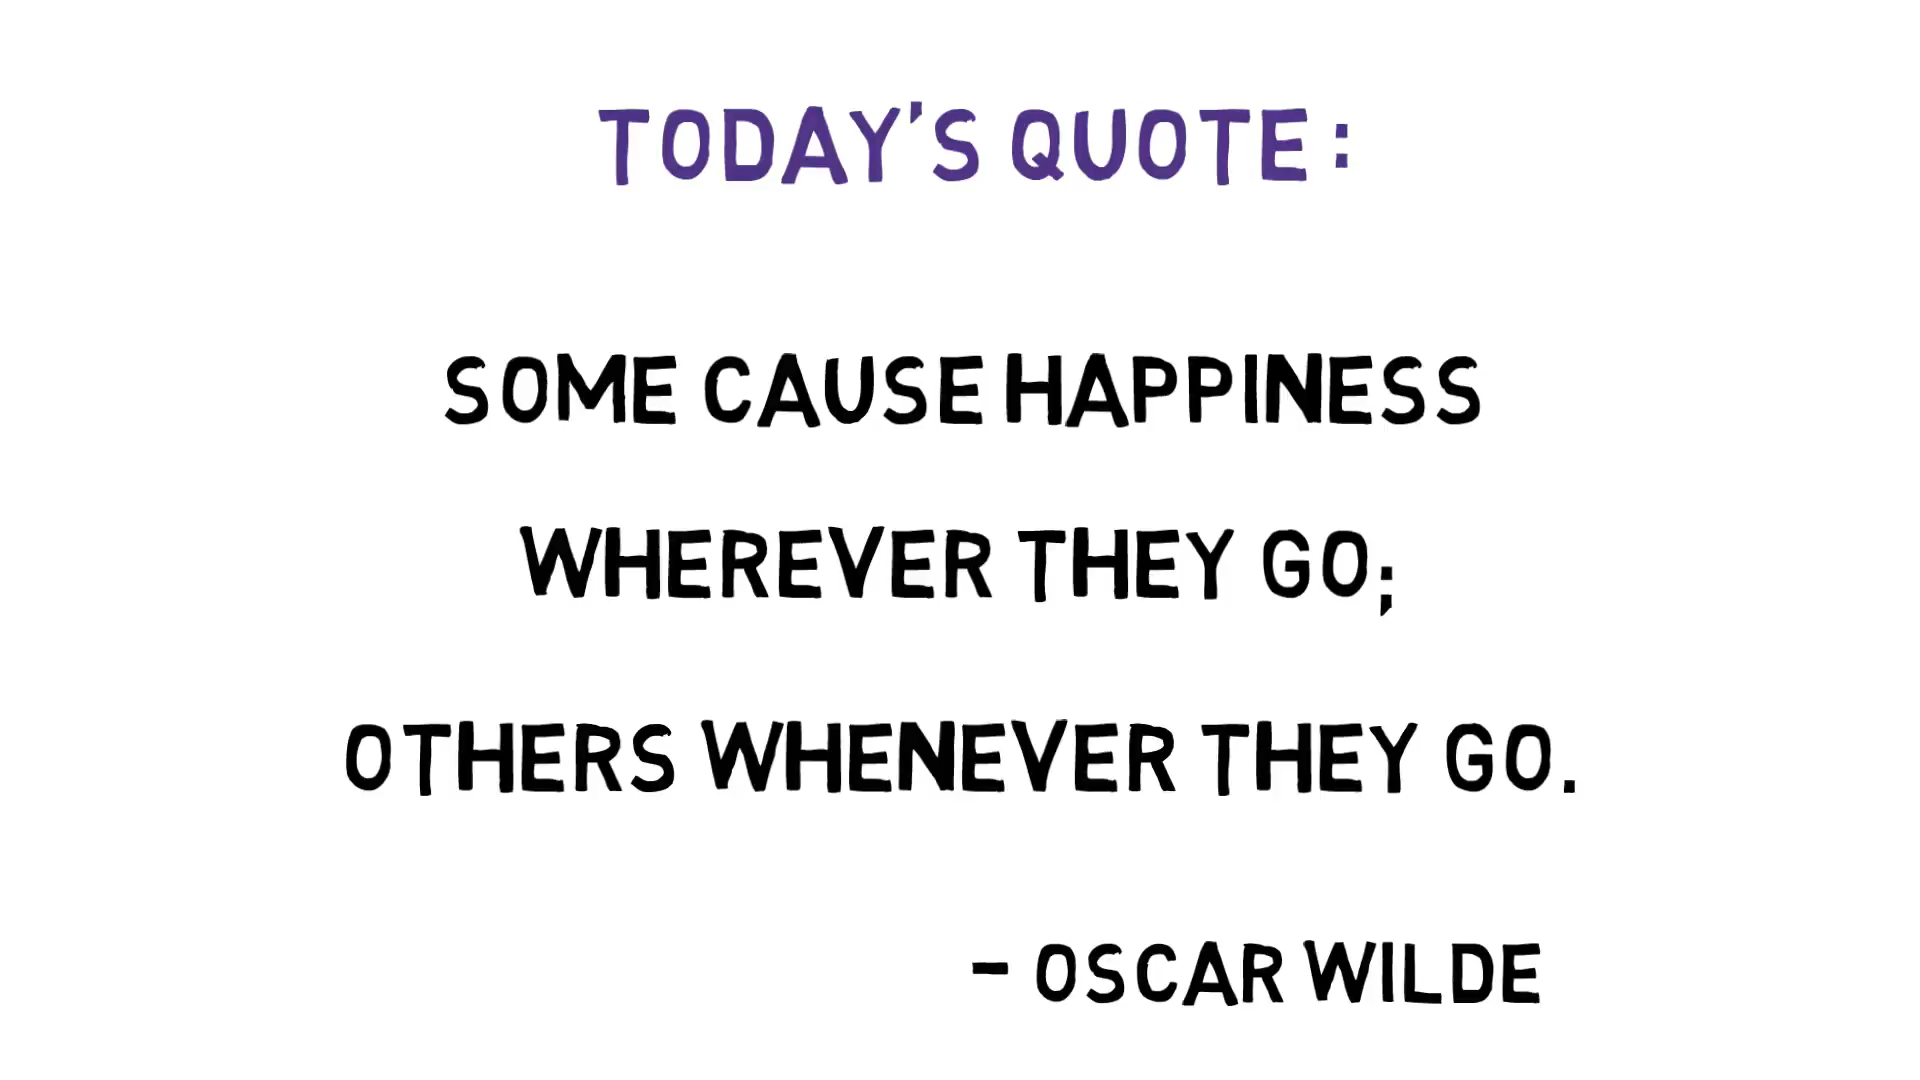 TODAY'S QUOTE:
SOME CAUSE HAPPINESS
WHEREVER THEY GO;
OTHERS WHENEVER THEY GO.
- OSCAR WILDE